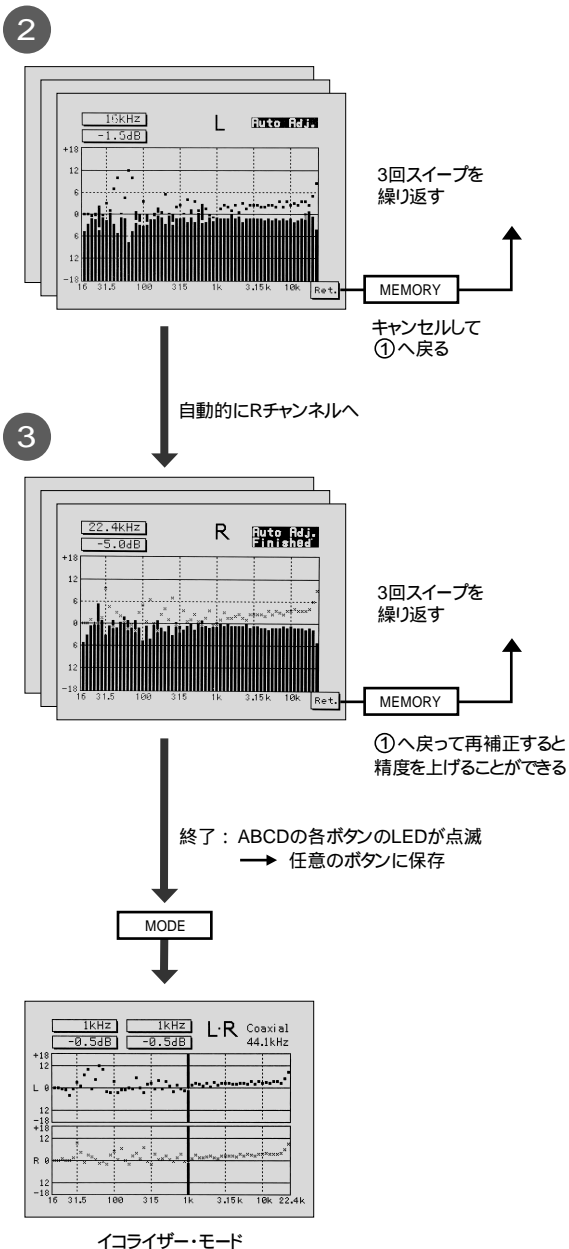 2
16kHz
-1.5dB
L
Auto Adj.
+18
12
6
0
6
12
-18
16 31.5 100 315 1k 3.15k 10k
Ret.
MEMORY
3回スイープを
繰り返す
キャンセルして
①へ戻る
自動的にRチャンネルへ
3
22.4kHz
-5.0dB
R
Auto Adj.
Finished
+18
12
6
0
6
12
-18
16 31.5 100 315 1k 3.15k 10k
Ret.
MEMORY
3回スイープを
繰り返す
①へ戻って再補正すると
精度を上げることができる
終了：ABCDの各ボタンのLEDが点滅
→ 任意のボタンに保存
MODE
1kHz 1kHz
-0.5dB -0.5dB
L·R
Coaxial
44.1kHz
+18
12
L 0
12
-18
+18
12
R 0
12
-18
16 31.5 100 315 1k 3.15k 10k 22.4k
イコライザー・モード